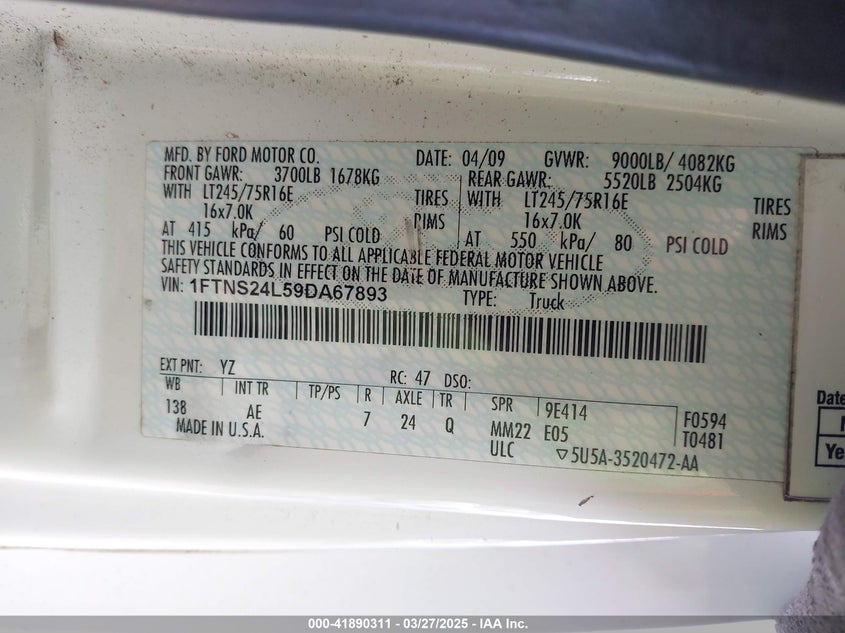 MFD. BY FORD MOTOR CO. DATE: 04/09 GVWR: 9000LB/ 4082KG
FRONT GAWR: 3700LB 1678KG REAR GAWR: 5520LB 2504KG
WITH LT245/75R16E TIRES WITH LT245/75R16E TIRES
16x7.0K RIMS 16x7.0K RIMS
AT 415 kPa/ 60 PSI COLD AT 550 kPa/ 80 PSI COLD
THIS VEHICLE CONFORMS TO ALL APPLICABLE FEDERAL MOTOR VEHICLE
SAFETY STANDARDS IN EFFECT ON THE DATE OF MANUFACTURE SHOWN ABOVE.
VIN: 1FTNS24L59DA67893 TYPE: Truck
EXT PNT: YZ RC: 47 DSO:
WB INT TR TP/PS R AXLE TR SPR 9E414 F0594
138 AE 7 24 Q MM22 E05 T0481
MADE IN U.S.A. ULC ▽5U5A-3520472-AA
Date
Ye
000-41890311 - 03/27/2025 - IAA Inc.